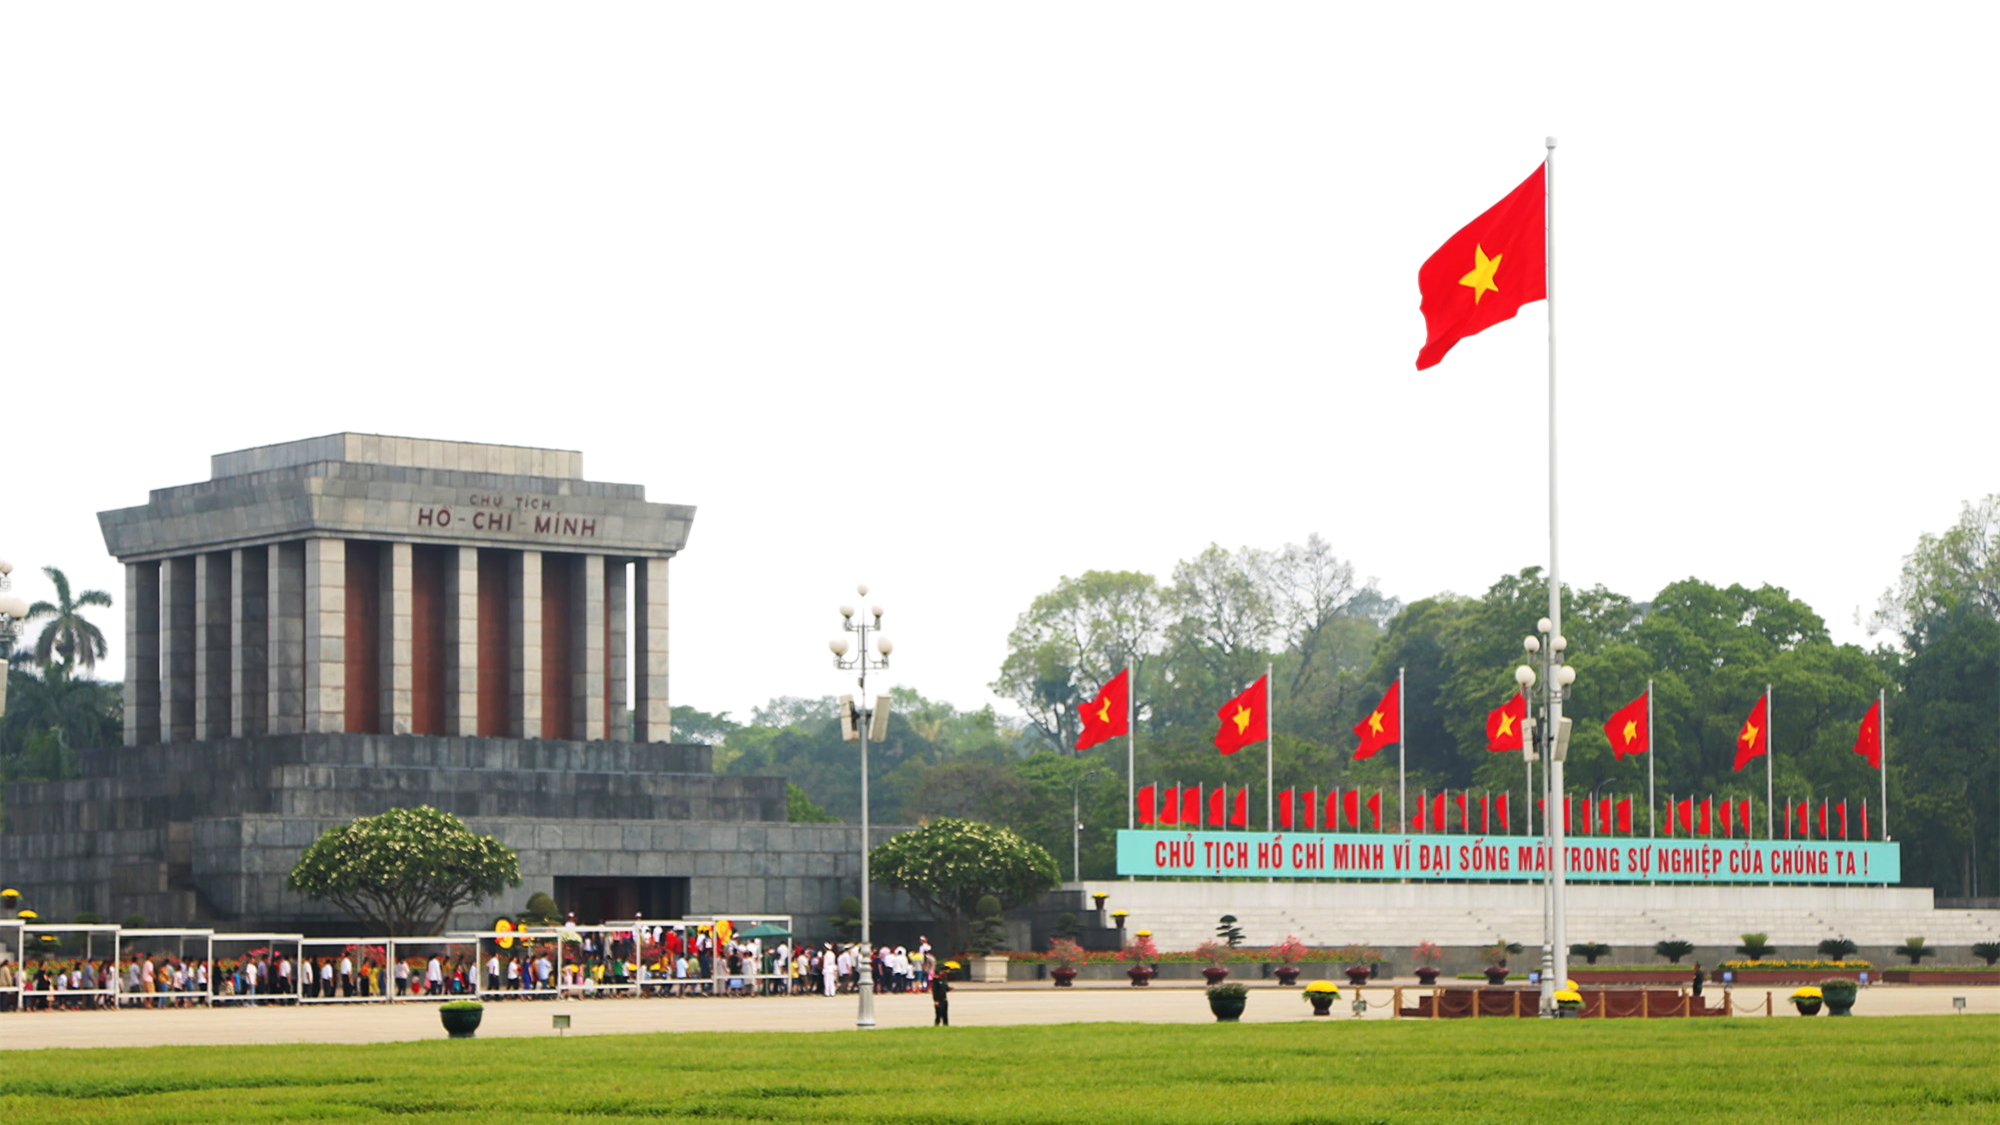 CHỦ TỊCH
HỒ-CHÍ-MINH
CHỦ TỊCH HỒ CHÍ MINH VĨ ĐẠI SỐNG MÃI TRONG SỰ NGHIỆP CỦA CHÚNG TA !